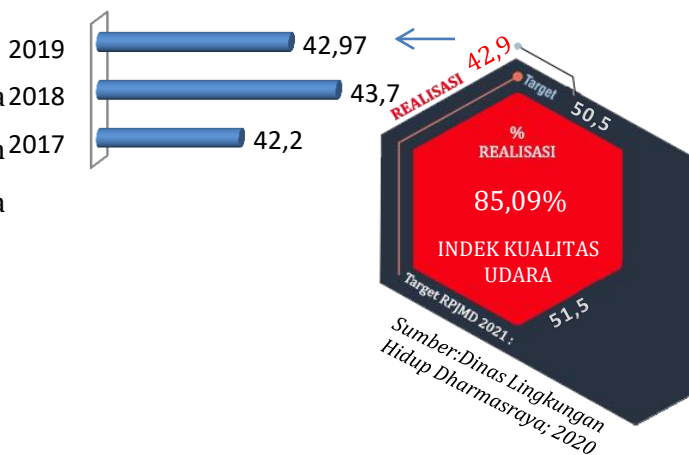 2019
42,97
2018
43,7
2017
42,2
a
n
a
REALISASI
42,9
Target
50,5
%
REALISASI
85,09%
INDEK KUALITAS
UDARA
Target RPJMD 2021 :
51,5
Sumber:Dinas Lingkungan
Hidup Dharmasraya; 2020